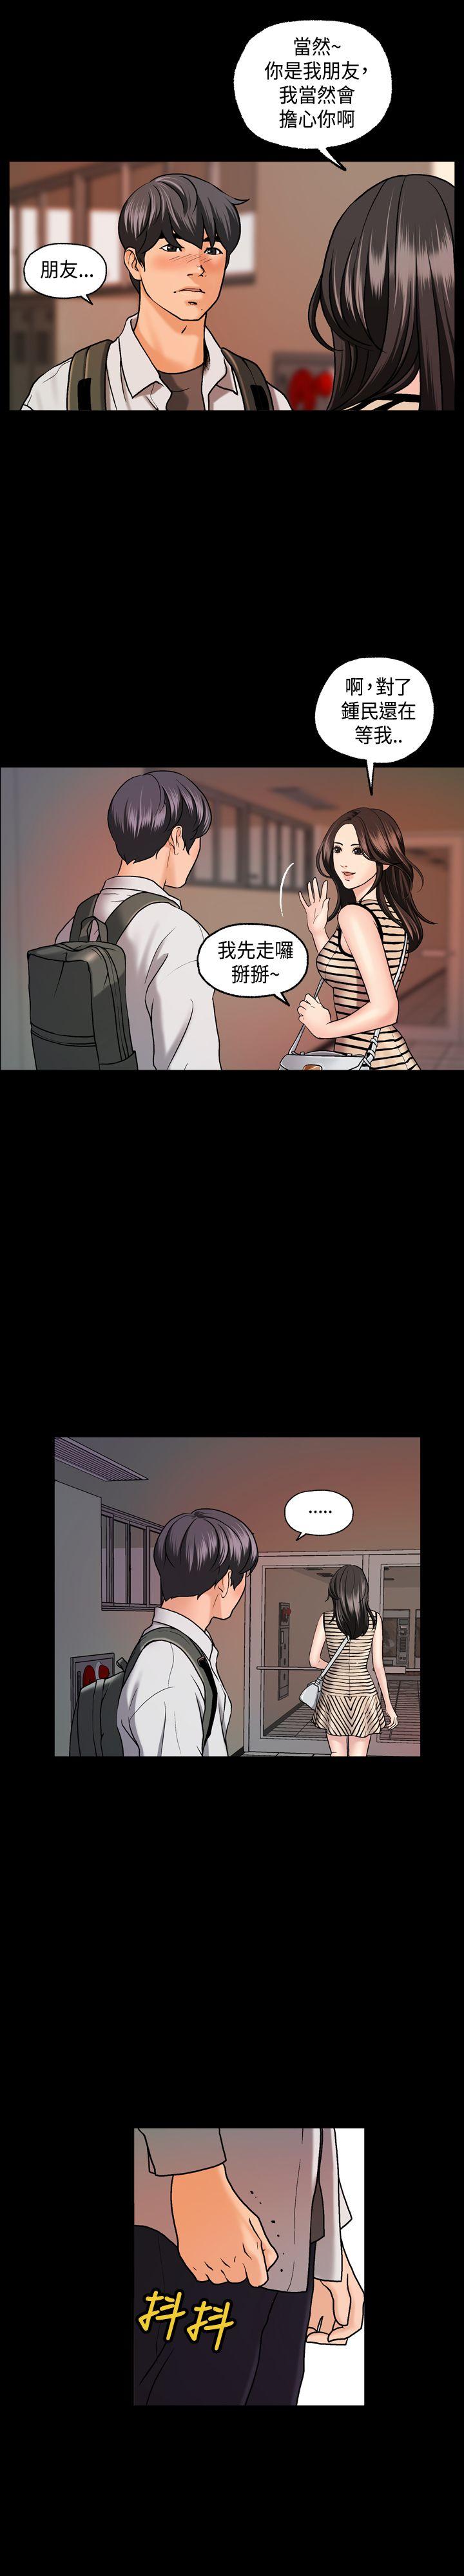 當然~
你是我朋友，
我當然會
擔心你啊
朋友...
啊，對了
鍾民還在
等我..
我先走囉
掰掰~
.....
抖抖